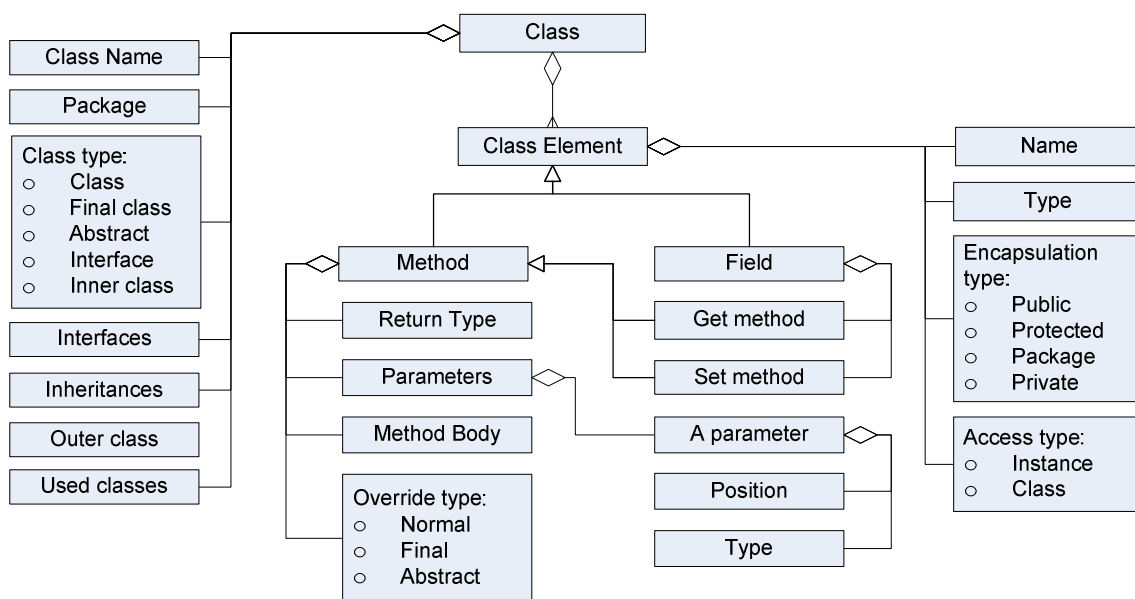 Class
Class Name
Package
Class type:
○ Class
○ Final class
○ Abstract
○ Interface
○ Inner class
Interfaces
Inheritances
Outer class
Used classes
Class Element
Name
Type
Encapsulation
type:
○ Public
○ Protected
○ Package
○ Private
Access type:
○ Instance
○ Class
Method
Return Type
Parameters
Method Body
Override type:
○ Normal
○ Final
○ Abstract
Field
Get method
Set method
A parameter
Position
Type